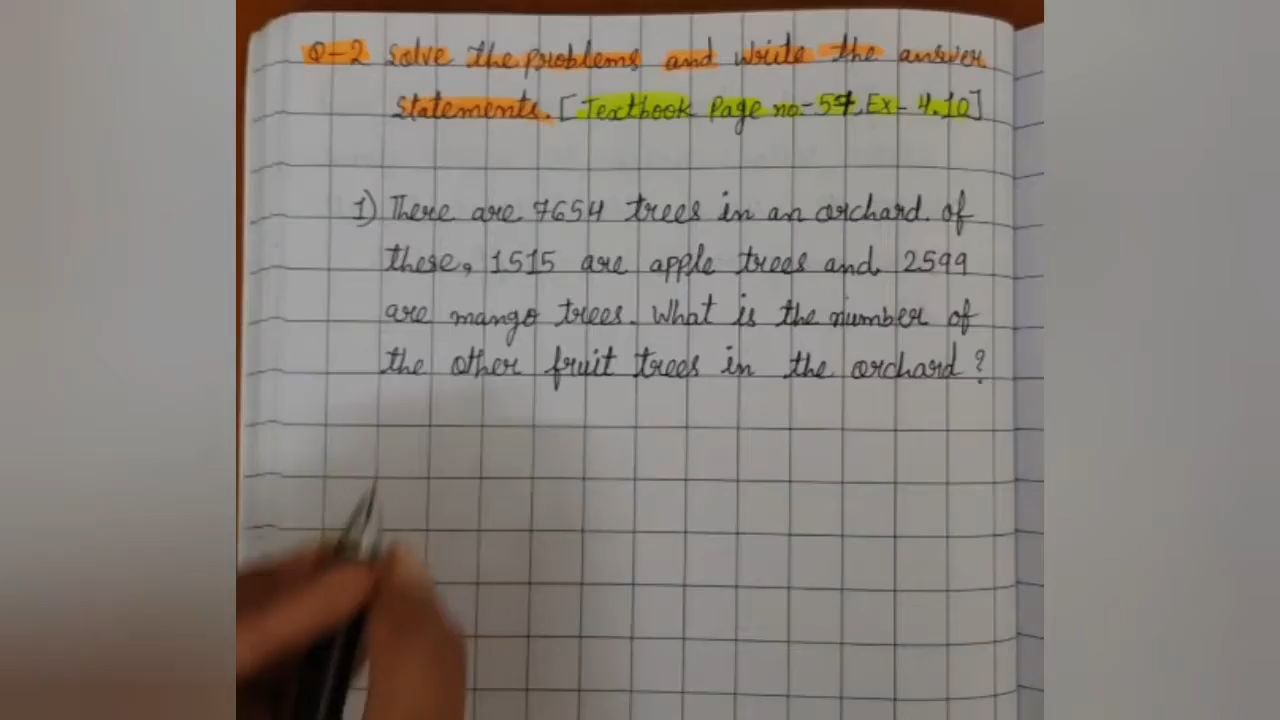 Q-2 Solve the problems and write the answer
statements. [Textbook Page no:- 57, Ex- 4.10]
1) There are 7654 trees in an orchard. of
these, 1515 are apple trees and 2599
are mango trees. What is the number of
the other fruit trees in the orchard?